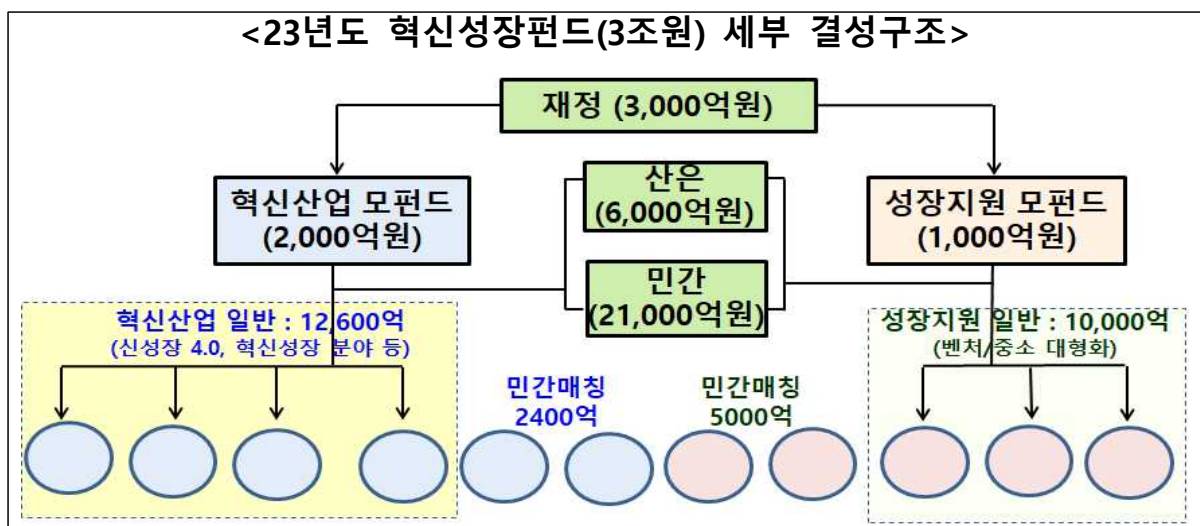 <23년도 혁신성장펀드(3조원) 세부 결성구조>
재정 (3,000억원)
혁신산업 모펀드
(2,000억원)
산은
(6,000억원)
성장지원 모펀드
(1,000억원)
민간
(21,000억원)
혁신산업 일반 : 12,600억
(신성장 4.0, 혁신성장 분야 등)
성장지원 일반 : 10,000억
(벤처/중소 대형화)
민간매칭
2400억
민간매칭
5000억